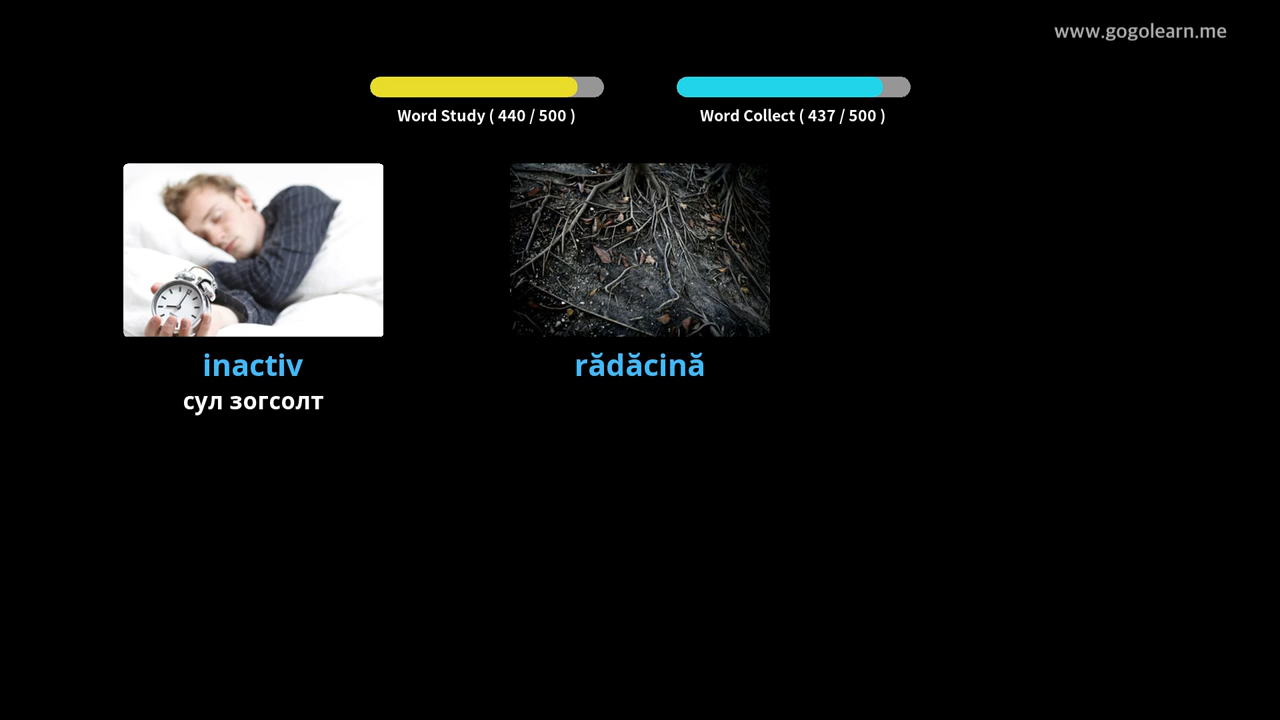 www.gogolearn.me
Word Study ( 440 / 500 )
Word Collect ( 437 / 500 )
inactiv
rădăcină
сул зогсолт